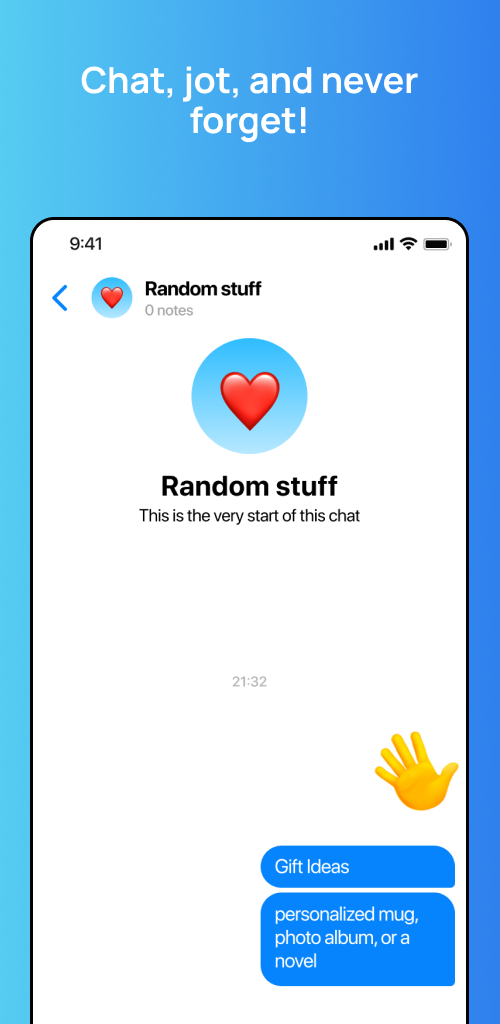 Chat, jot, and never
forget!
9:41
Random stuff
0 notes
Random stuff
This is the very start of this chat
21:32
Gift Ideas
personalized mug,
photo album, or a
novel